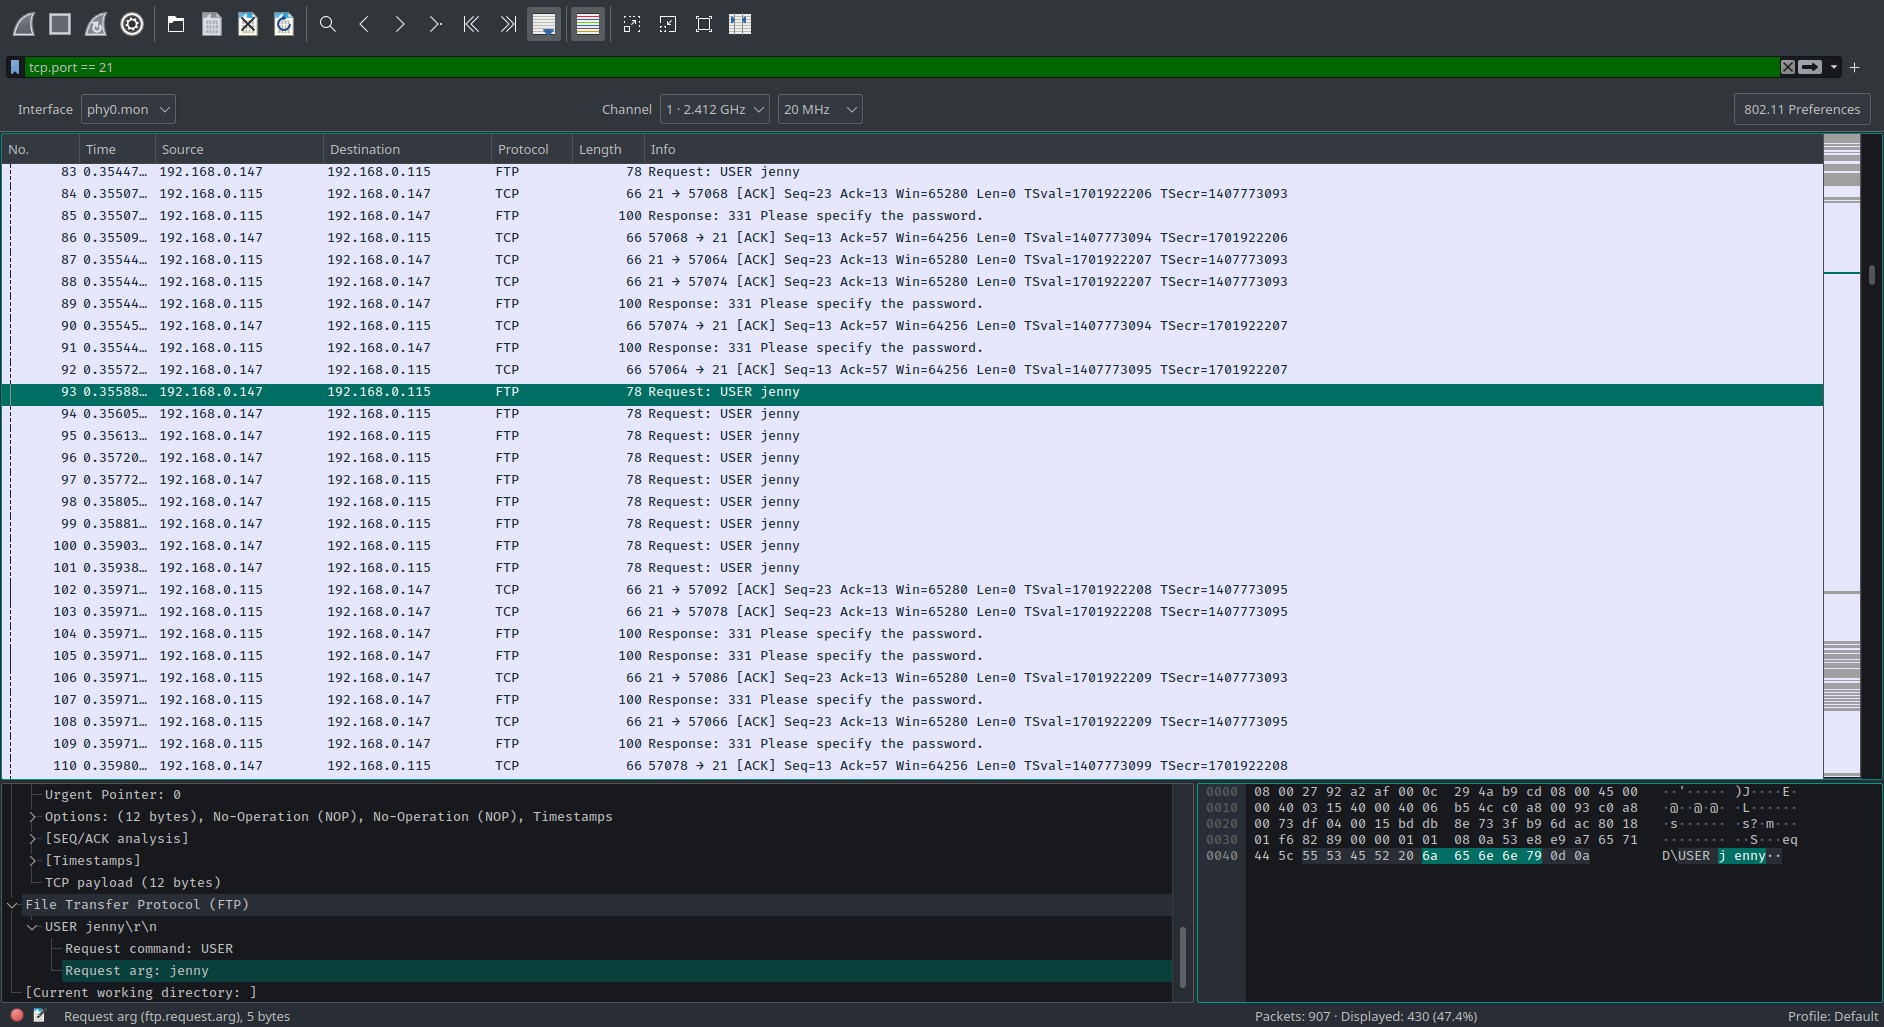 tcp.port == 21
Interface phy0.mon Channel 1 · 2.412 GHz 20 MHz 802.11 Preferences
No. Time Source Destination Protocol Length Info
83 0.35447… 192.168.0.147 192.168.0.115 FTP 78 Request: USER jenny
84 0.35507… 192.168.0.115 192.168.0.147 TCP 66 21 → 57068 [ACK] Seq=23 Ack=13 Win=65280 Len=0 TSval=1701922206 TSecr=1407773093
85 0.35507… 192.168.0.115 192.168.0.147 FTP 100 Response: 331 Please specify the password.
86 0.35509… 192.168.0.147 192.168.0.115 TCP 66 57068 → 21 [ACK] Seq=13 Ack=57 Win=64256 Len=0 TSval=1407773094 TSecr=1701922206
87 0.35544… 192.168.0.115 192.168.0.147 TCP 66 21 → 57064 [ACK] Seq=23 Ack=13 Win=65280 Len=0 TSval=1701922207 TSecr=1407773093
88 0.35544… 192.168.0.115 192.168.0.147 TCP 66 21 → 57074 [ACK] Seq=23 Ack=13 Win=65280 Len=0 TSval=1701922207 TSecr=1407773093
89 0.35544… 192.168.0.115 192.168.0.147 FTP 100 Response: 331 Please specify the password.
90 0.35545… 192.168.0.147 192.168.0.115 TCP 66 57074 → 21 [ACK] Seq=13 Ack=57 Win=64256 Len=0 TSval=1407773094 TSecr=1701922207
91 0.35544… 192.168.0.115 192.168.0.147 FTP 100 Response: 331 Please specify the password.
92 0.35572… 192.168.0.147 192.168.0.115 TCP 66 57064 → 21 [ACK] Seq=13 Ack=57 Win=64256 Len=0 TSval=1407773095 TSecr=1701922207
93 0.35588… 192.168.0.147 192.168.0.115 FTP 78 Request: USER jenny
94 0.35605… 192.168.0.147 192.168.0.115 FTP 78 Request: USER jenny
95 0.35613… 192.168.0.147 192.168.0.115 FTP 78 Request: USER jenny
96 0.35720… 192.168.0.147 192.168.0.115 FTP 78 Request: USER jenny
97 0.35772… 192.168.0.147 192.168.0.115 FTP 78 Request: USER jenny
98 0.35805… 192.168.0.147 192.168.0.115 FTP 78 Request: USER jenny
99 0.35881… 192.168.0.147 192.168.0.115 FTP 78 Request: USER jenny
100 0.35903… 192.168.0.147 192.168.0.115 FTP 78 Request: USER jenny
101 0.35938… 192.168.0.147 192.168.0.115 FTP 78 Request: USER jenny
102 0.35971… 192.168.0.115 192.168.0.147 TCP 66 21 → 57092 [ACK] Seq=23 Ack=13 Win=65280 Len=0 TSval=1701922208 TSecr=1407773095
103 0.35971… 192.168.0.115 192.168.0.147 TCP 66 21 → 57078 [ACK] Seq=23 Ack=13 Win=65280 Len=0 TSval=1701922208 TSecr=1407773095
104 0.35971… 192.168.0.115 192.168.0.147 FTP 100 Response: 331 Please specify the password.
105 0.35971… 192.168.0.115 192.168.0.147 FTP 100 Response: 331 Please specify the password.
106 0.35971… 192.168.0.115 192.168.0.147 TCP 66 21 → 57086 [ACK] Seq=23 Ack=13 Win=65280 Len=0 TSval=1701922209 TSecr=1407773093
107 0.35971… 192.168.0.115 192.168.0.147 FTP 100 Response: 331 Please specify the password.
108 0.35971… 192.168.0.115 192.168.0.147 TCP 66 21 → 57066 [ACK] Seq=23 Ack=13 Win=65280 Len=0 TSval=1701922209 TSecr=1407773095
109 0.35971… 192.168.0.115 192.168.0.147 FTP 100 Response: 331 Please specify the password.
110 0.35980… 192.168.0.147 192.168.0.115 TCP 66 57078 → 21 [ACK] Seq=13 Ack=57 Win=64256 Len=0 TSval=1407773099 TSecr=1701922208
Urgent Pointer: 0
Options: (12 bytes), No-Operation (NOP), No-Operation (NOP), Timestamps
[SEQ/ACK analysis]
[Timestamps]
TCP payload (12 bytes)
File Transfer Protocol (FTP)
USER jenny\r\n
Request command: USER
Request arg: jenny
[Current working directory: ]
0000 08 00 27 92 a2 af 00 0c 29 4a b9 cd 08 00 45 00 ··'····· )J····E·
0010 00 40 03 15 40 00 40 06 b5 4c c0 a8 00 93 c0 a8 ·@··@·@· ·L······
0020 00 73 df 04 00 15 bd db 8e 73 3f b9 6d ac 80 18 ·s······ ·s?·m···
0030 01 f6 82 89 00 00 01 01 08 0a 53 e8 e9 a7 65 71 ········ ··S···eq
0040 44 5c 55 53 45 52 20 6a 65 6e 6e 79 0d 0a D\USER j enny··
Request arg (ftp.request.arg), 5 bytes Packets: 907 · Displayed: 430 (47.4%) Profile: Default